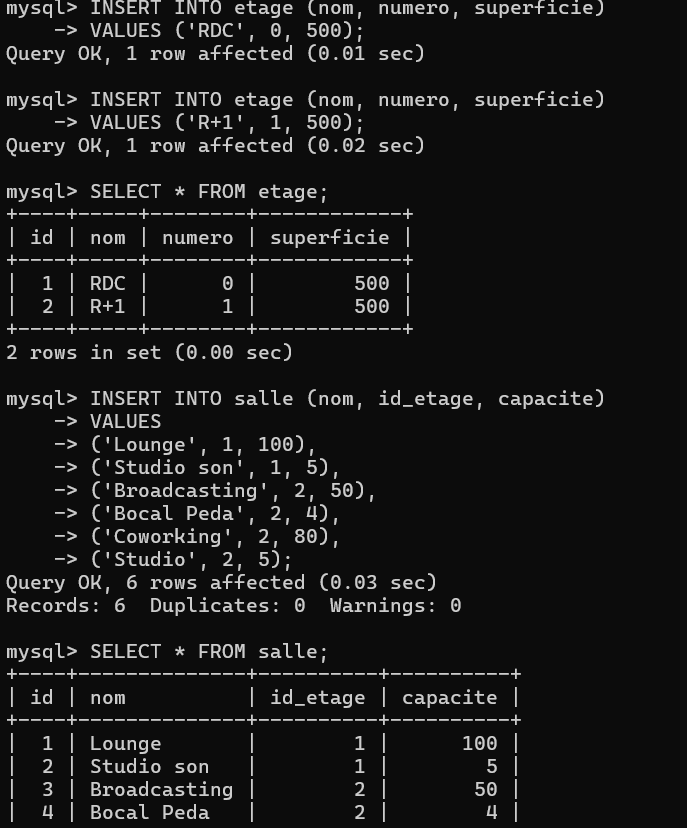 mysql> INSERT INTO etage (nom, numero, superficie)
    -> VALUES ('RDC', 0, 500);
Query OK, 1 row affected (0.01 sec)

mysql> INSERT INTO etage (nom, numero, superficie)
    -> VALUES ('R+1', 1, 500);
Query OK, 1 row affected (0.02 sec)

mysql> SELECT * FROM etage;
+----+-----+--------+------------+
| id | nom | numero | superficie |
+----+-----+--------+------------+
|  1 | RDC |      0 |        500 |
|  2 | R+1 |      1 |        500 |
+----+-----+--------+------------+
2 rows in set (0.00 sec)

mysql> INSERT INTO salle (nom, id_etage, capacite)
    -> VALUES
    -> ('Lounge', 1, 100),
    -> ('Studio son', 1, 5),
    -> ('Broadcasting', 2, 50),
    -> ('Bocal Peda', 2, 4),
    -> ('Coworking', 2, 80),
    -> ('Studio', 2, 5);
Query OK, 6 rows affected (0.03 sec)
Records: 6  Duplicates: 0  Warnings: 0

mysql> SELECT * FROM salle;
+----+--------------+----------+----------+
| id | nom          | id_etage | capacite |
+----+--------------+----------+----------+
|  1 | Lounge       |        1 |      100 |
|  2 | Studio son   |        1 |        5 |
|  3 | Broadcasting |        2 |       50 |
|  4 | Bocal Peda   |        2 |        4 |